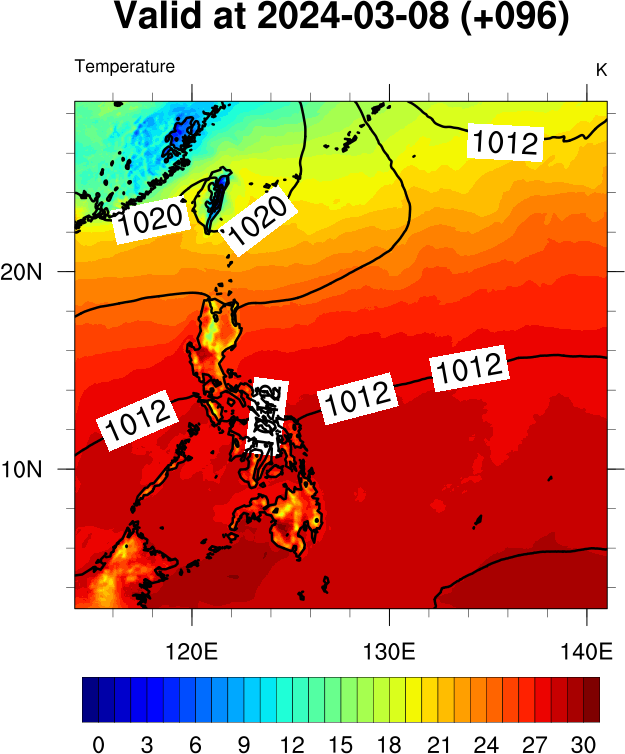 Valid at 2024-03-08 (+096)
Temperature K
1012
1020 1020
20N
1012
1012 1012
10N
120E 130E 140E
0 3 6 9 12 15 18 21 24 27 30